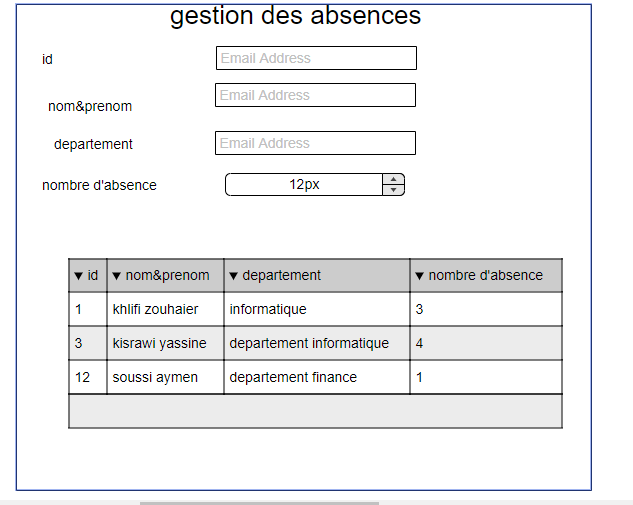 gestion des absences
id Email Address
nom&prenom Email Address
departement Email Address
nombre d'absence 12px
▼ id ▼ nom&prenom ▼ departement ▼ nombre d'absence
1 khlifi zouhaier informatique 3
3 kisrawi yassine departement informatique 4
12 soussi aymen departement finance 1